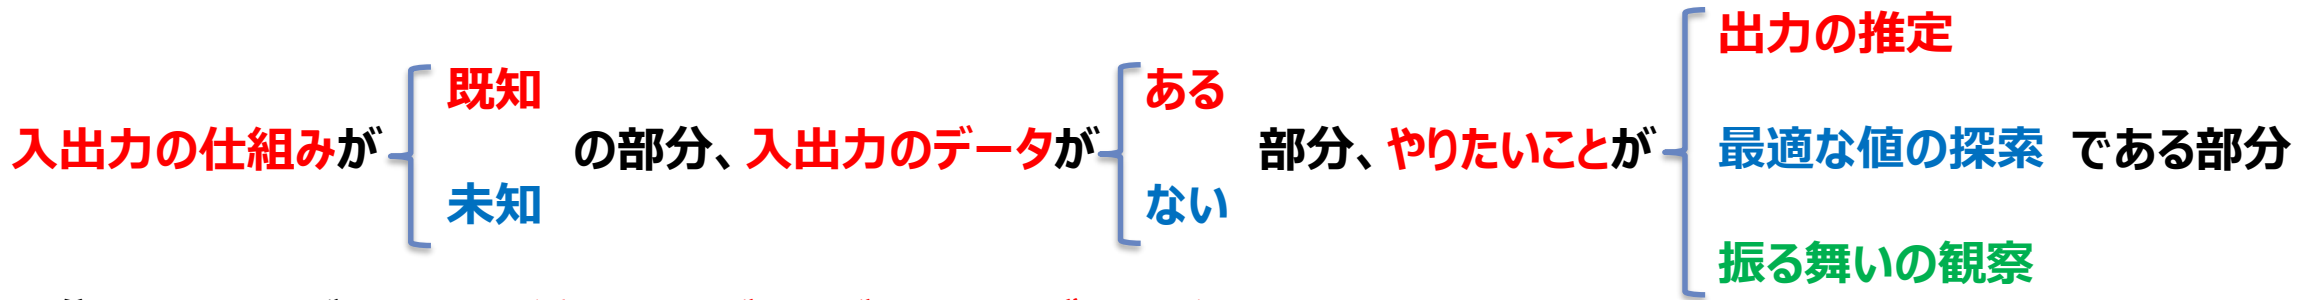 出力の推定
既知
ある
入出力の仕組みが
の部分、入出力のデータが
部分、やりたいことが
最適な値の探索
である部分
未知
ない
振る舞いの観察